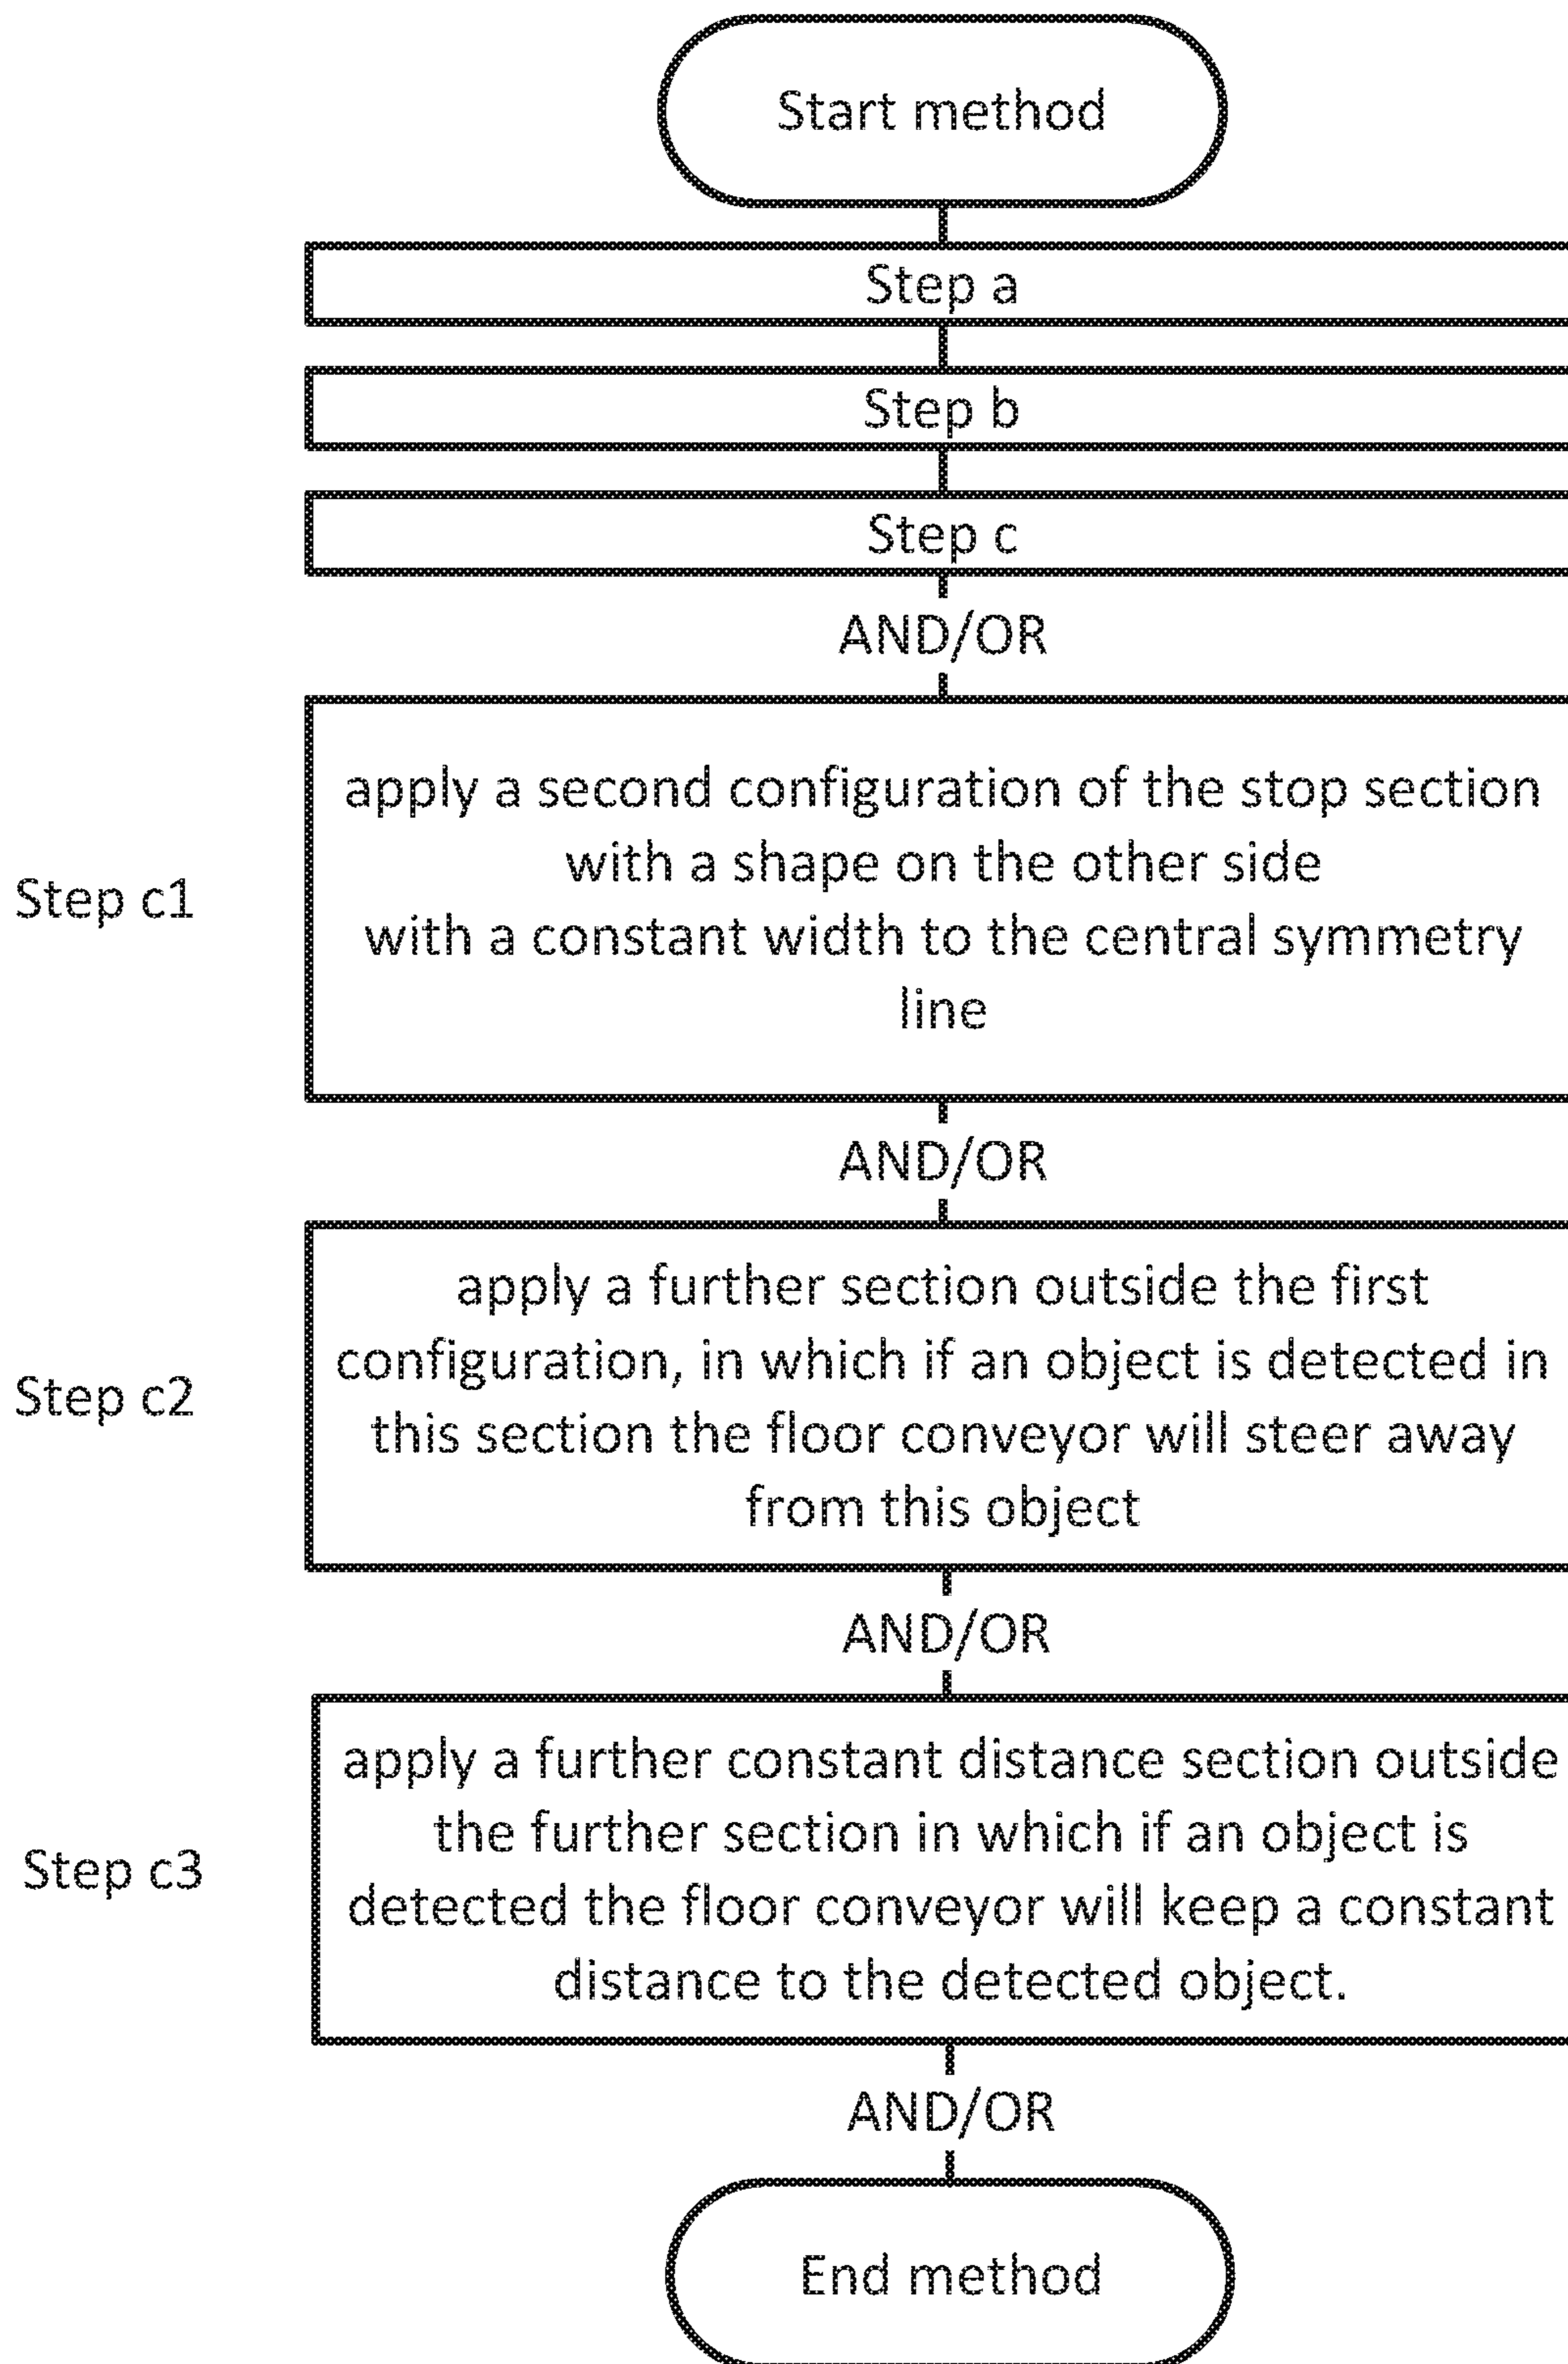 Start method
Step a
Step b
Step c
AND/OR
Step c1
apply a second configuration of the stop section
with a shape on the other side
with a constant width to the central symmetry
line
AND/OR
Step c2
apply a further section outside the first
configuration, in which if an object is detected in
this section the floor conveyor will steer away
from this object
AND/OR
Step c3
apply a further constant distance section outside
the further section in which if an object is
detected the floor conveyor will keep a constant
distance to the detected object.
AND/OR
End method